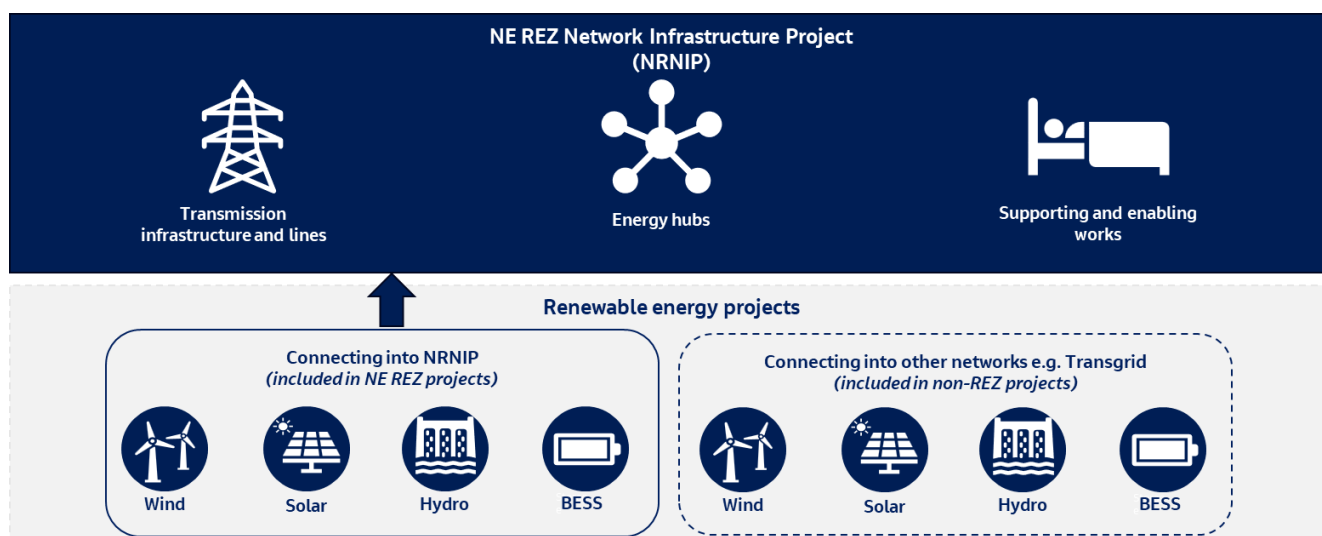 NE REZ Network Infrastructure Project
(NRNIP)
Transmission
infrastructure and lines
Energy hubs
Supporting and enabling
works
Renewable energy projects
Connecting into NRNIP
(included in NE REZ projects)
Wind
Solar
Hydro
BESS
Connecting into other networks e.g. Transgrid
(included in non-REZ projects)
Wind
Solar
Hydro
BESS